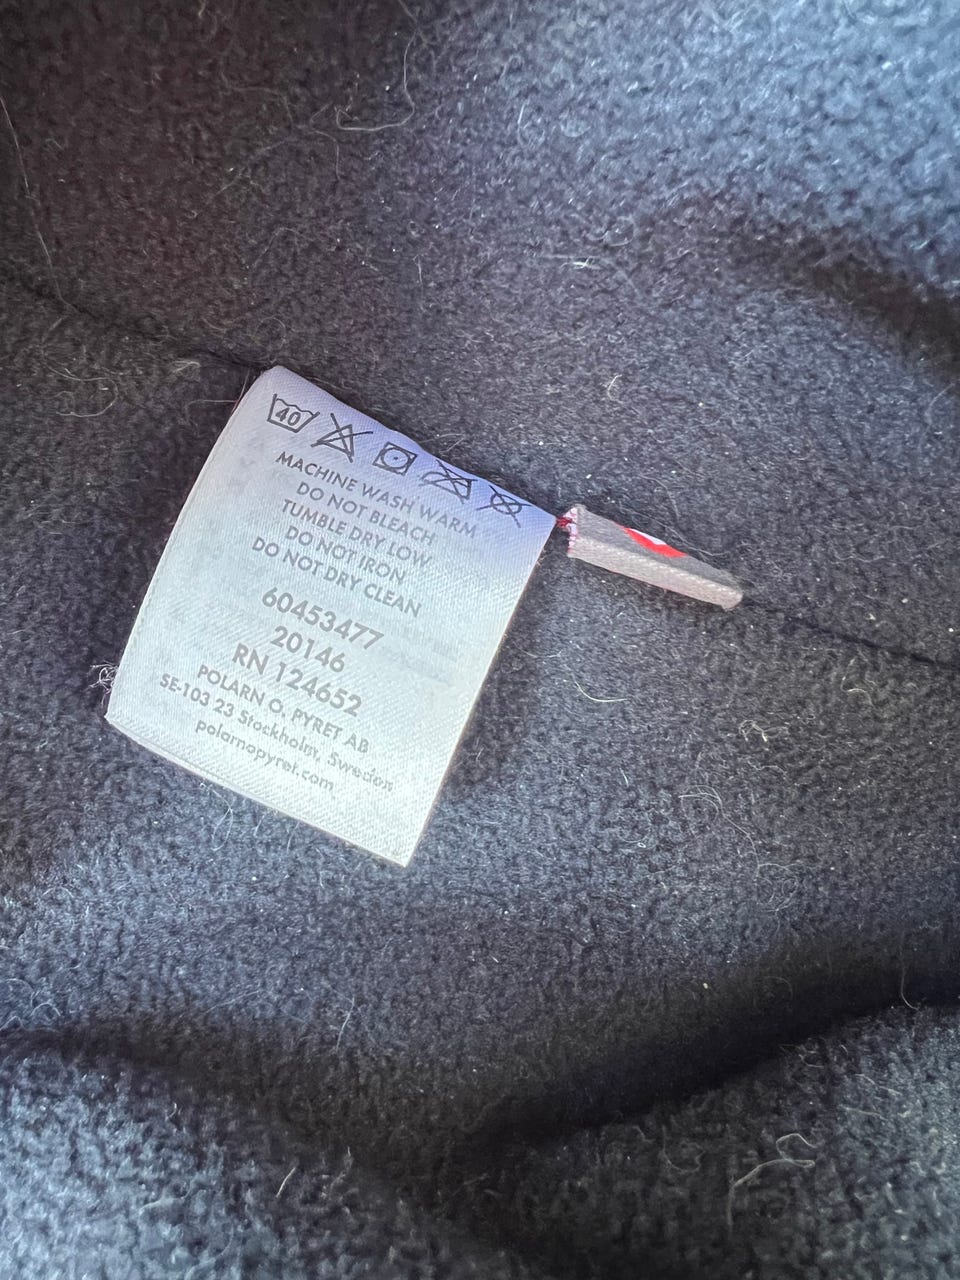 40
MACHINE WASH WARM
DO NOT BLEACH
TUMBLE DRY LOW
DO NOT IRON
DO NOT DRY CLEAN
60453477
20146
RN 124652
POLARN O. PYRET AB
SE-103 23 Stockholm, Sweden
polarnopyret.com